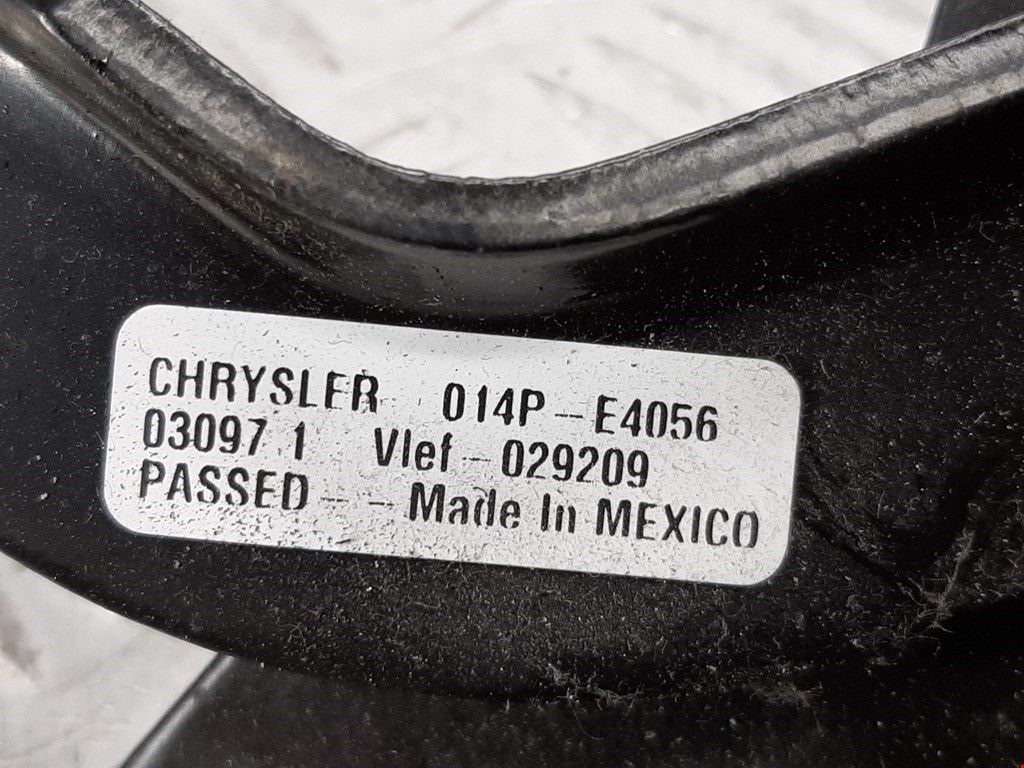 CHRYSLER 014P - E4056
03097 1 Vlef - 029209
PASSED - - Made In MEXICO